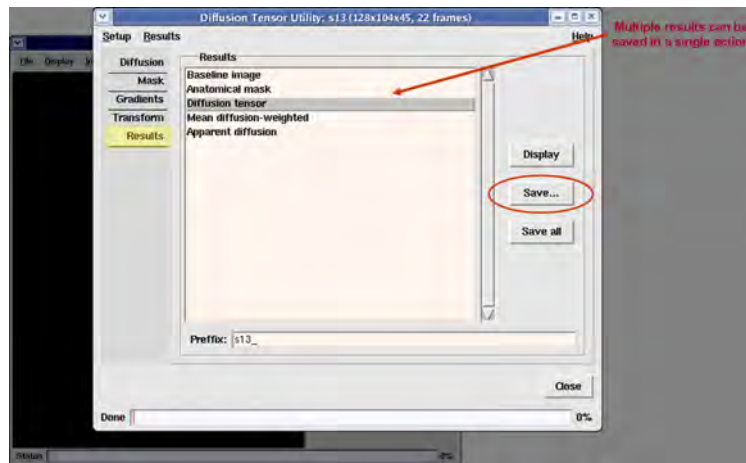 Diffusion Tensor Utility; s13 (128x104x45, 22 frames)
Multiple results can be
saved in a single action
Setup Results Help
File Display
Diffusion
Mask
Gradients
Transform
Results
Results
Baseline image
Anatomical mask
Diffusion tensor
Mean diffusion-weighted
Apparent diffusion
Display
Save...
Save all
Preffix: s13_
Close
Done 0%
Status 0%